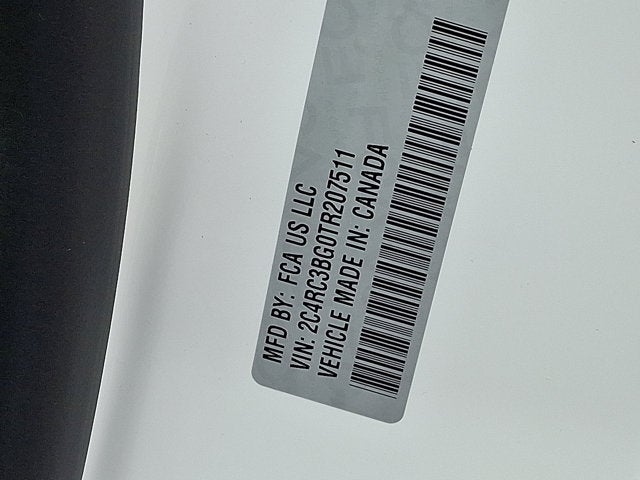 MFD BY: FCA US LLC
VIN: 2C4RC3BG0TR207511
VEHICLE MADE IN: CANADA